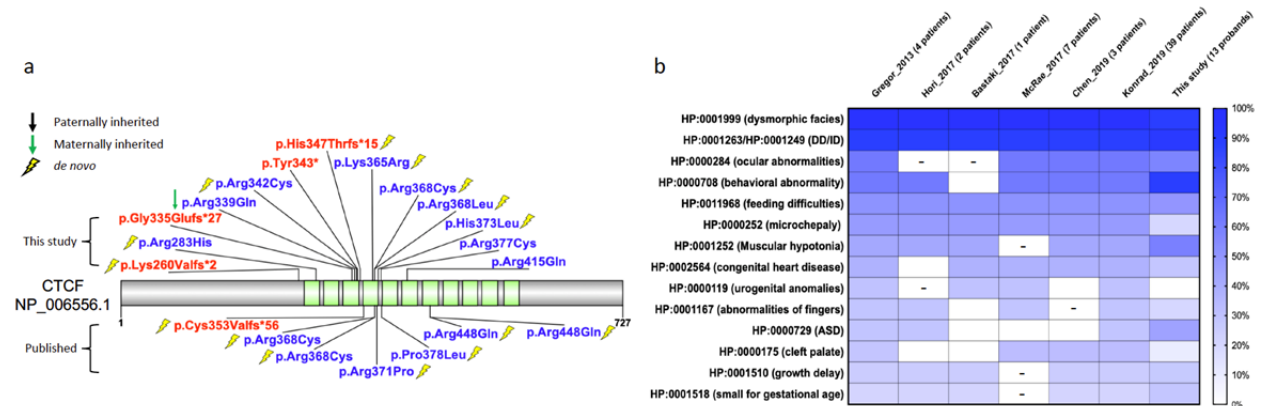 a
Paternally inherited
Maternally inherited
de novo
p.His347Thrfs*15
p.Tyr343*
p.Lys365Arg
p.Arg342Cys
p.Arg368Cys
p.Arg339Gln
p.Arg368Leu
p.Gly335Glufs*27
p.His373Leu
This study
p.Arg283His
p.Arg377Cys
p.Lys260Valfs*2
p.Arg415Gln
CTCF
NP_006556.1
1
727
p.Cys353Valfs*56
p.Arg448Gln
p.Arg448Gln
p.Arg368Cys
Published
p.Arg368Cys
p.Pro378Leu
p.Arg371Pro
b
Gregor_2013 (4 patients)
Hori_2017 (2 patients)
Bastaki_2017 (1 patient)
McRae_2017 (7 patients)
Chen_2019 (3 patients)
Konrad_2019 (39 patients)
This study (13 probands)
HP:0001999 (dysmorphic facies)
HP:0001263/HP:0001249 (DD/ID)
HP:0000284 (ocular abnormalities) - -
HP:0000708 (behavioral abnormality)
HP:0011968 (feeding difficulties)
HP:0000252 (microchepaly)
HP:0001252 (Muscular hypotonia) -
HP:0002564 (congenital heart disease)
HP:0000119 (urogenital anomalies) -
HP:0001167 (abnormalities of fingers) -
HP:0000729 (ASD)
HP:0000175 (cleft palate)
HP:0001510 (growth delay) -
HP:0001518 (small for gestational age) -
100%
90%
80%
70%
60%
50%
40%
30%
20%
10%
0%